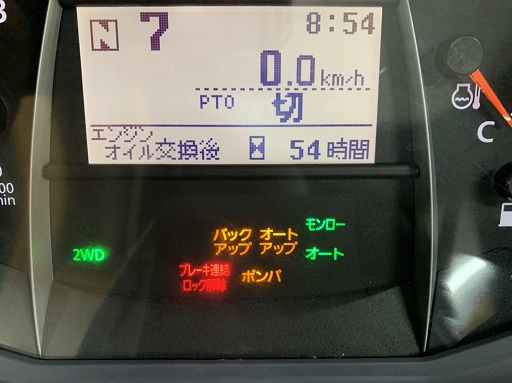 N 7 8:54
0.0 km/h
PTO 切
エンジン
オイル交換後 54時間
モンロー
バック オート
アップ アップ
オート
2WD
ブレーキ連結
ロック解除
ポンパ
C